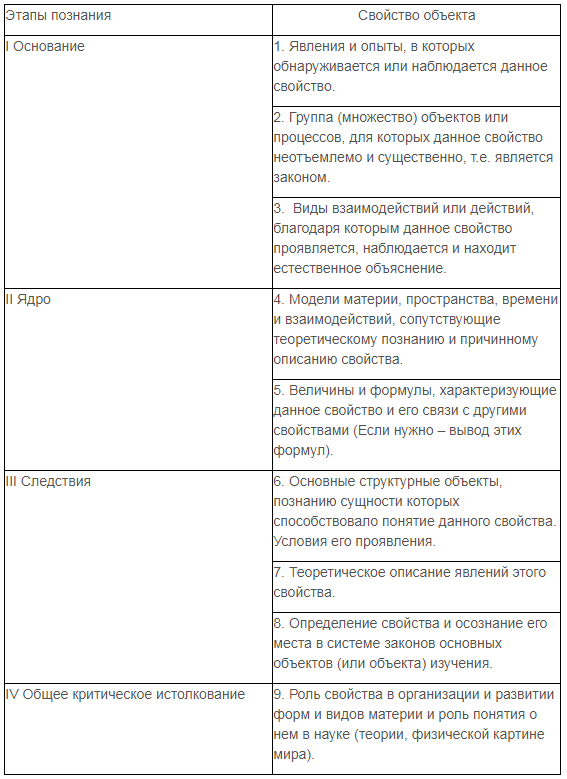 Этапы познания
Свойство объекта
I Основание
1. Явления и опыты, в которых
обнаруживается или наблюдается данное
свойство.
2. Группа (множество) объектов или
процессов, для которых данное свойство
неотъемлемо и существенно, т.е. является
законом.
3.  Виды взаимодействий или действий,
благодаря которым данное свойство
проявляется, наблюдается и находит
естественное объяснение.
II Ядро
4. Модели материи, пространства, времени
и взаимодействий, сопутствующие
теоретическому познанию и причинному
описанию свойства.
5. Величины и формулы, характеризующие
данное свойство и его связи с другими
свойствами (Если нужно – вывод этих
формул).
III Следствия
6. Основные структурные объекты,
познанию сущности которых
способствовало понятие данного свойства.
Условия его проявления.
7. Теоретическое описание явлений этого
свойства.
8. Определение свойства и осознание его
места в системе законов основных
объектов (или объекта) изучения.
IV Общее критическое истолкование
9. Роль свойства в организации и развитии
форм и видов материи и роль понятия о
нем в науке (теории, физической картине
мира).